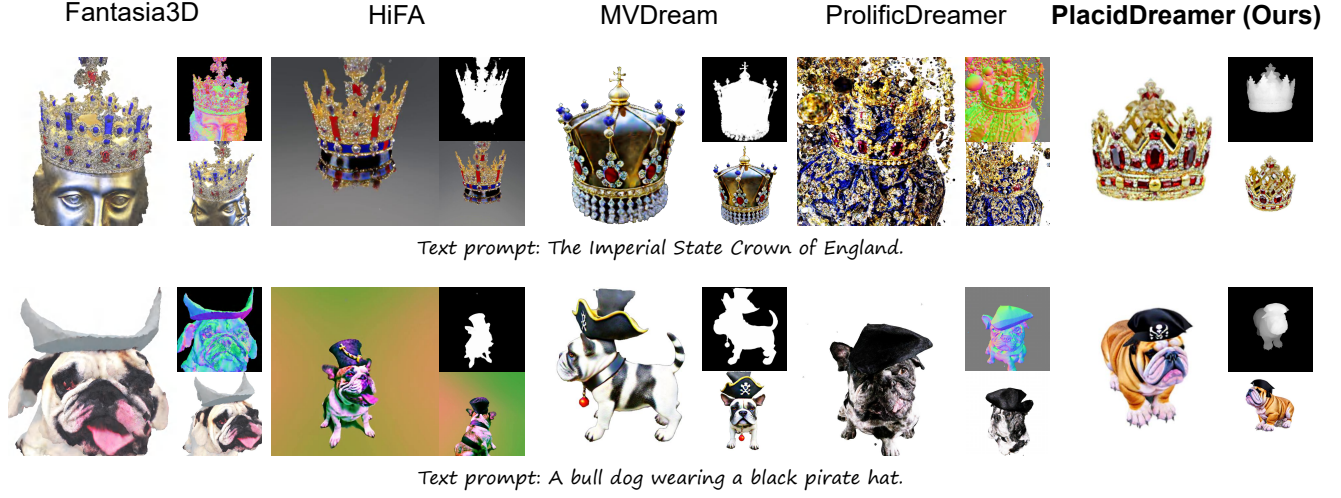 Fantasia3D HiFA MVDream ProlificDreamer PlacidDreamer (Ours)
Text prompt: The Imperial State Crown of England.
Text prompt: A bull dog wearing a black pirate hat.